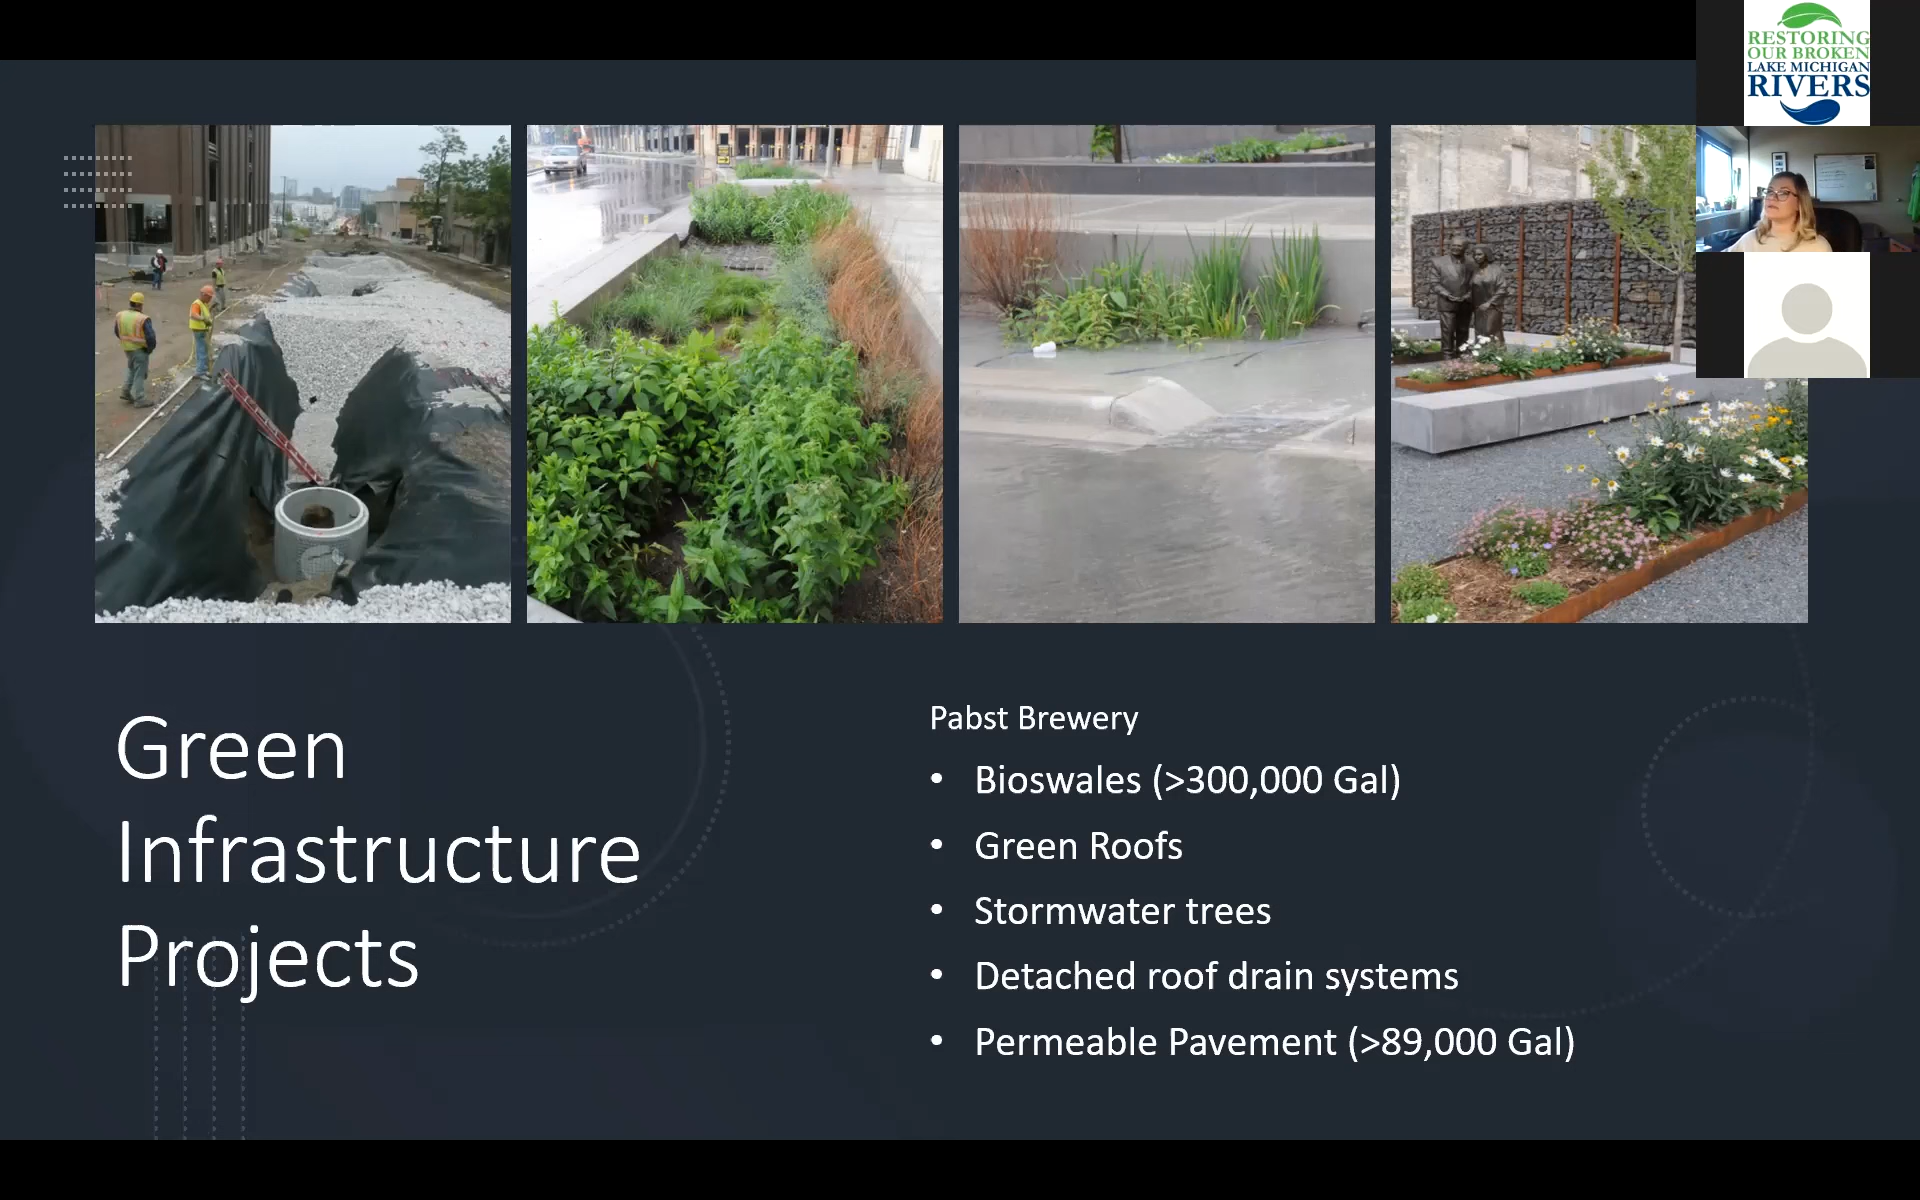 RESTORING
OUR BROKEN
LAKE MICHIGAN
RIVERS
Green
Infrastructure
Projects
Pabst Brewery
• Bioswales (>300,000 Gal)
• Green Roofs
• Stormwater trees
• Detached roof drain systems
• Permeable Pavement (>89,000 Gal)